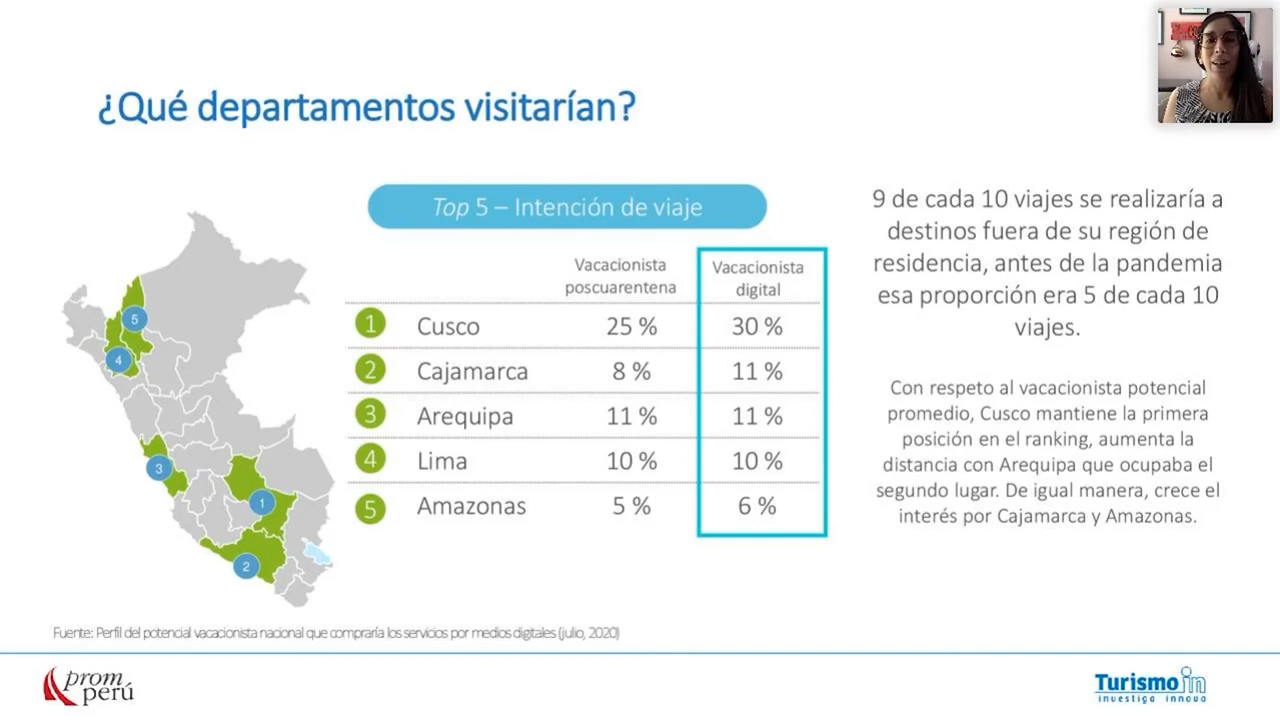 ¿Qué departamentos visitarían?
Top 5 – Intención de viaje
Vacacionista
poscuarentena
Vacacionista
digital
1 Cusco 25 % 30 %
2 Cajamarca 8 % 11 %
3 Arequipa 11 % 11 %
4 Lima 10 % 10 %
5 Amazonas 5 % 6 %
5
4
3
1
2
9 de cada 10 viajes se realizaría a
destinos fuera de su región de
residencia, antes de la pandemia
esa proporción era 5 de cada 10
viajes.
Con respeto al vacacionista potencial
promedio, Cusco mantiene la primera
posición en el ranking, aumenta la
distancia con Arequipa que ocupaba el
segundo lugar. De igual manera, crece el
interés por Cajamarca y Amazonas.
Fuente: Perfil del potencial vacacionista nacional que compraría los servicios por medios digitales (julio, 2020)
prom
perú
Turismo in
investiga innova